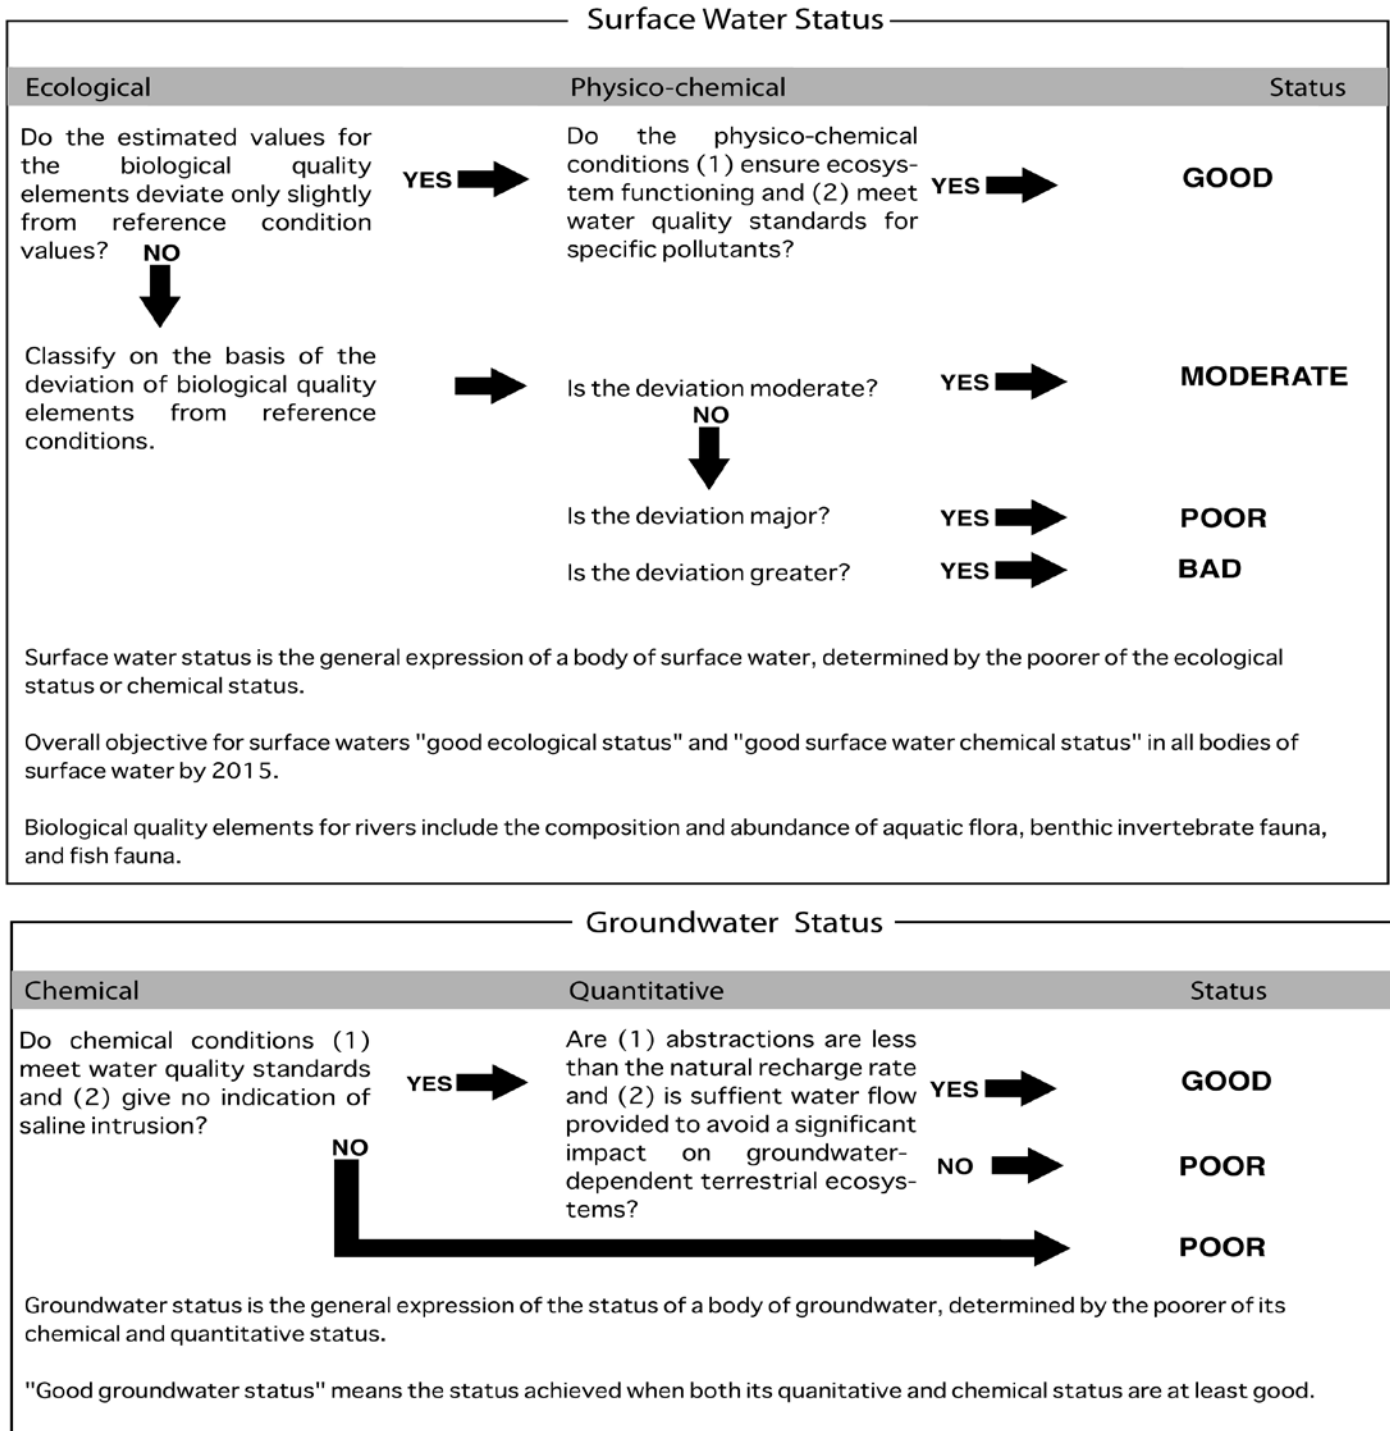 Surface Water Status
Ecological Physico-chemical Status
Do the estimated values for
the biological quality
elements deviate only slightly
from reference condition
values? NO
YES
Do the physico-chemical
conditions (1) ensure ecosys-
tem functioning and (2) meet
water quality standards for
specific pollutants?
YES
GOOD
Classify on the basis of the
deviation of biological quality
elements from reference
conditions.
Is the deviation moderate?
YES
MODERATE
NO
Is the deviation major?
YES
POOR
Is the deviation greater?
YES
BAD
Surface water status is the general expression of a body of surface water, determined by the poorer of the ecological
status or chemical status.
Overall objective for surface waters "good ecological status" and "good surface water chemical status" in all bodies of
surface water by 2015.
Biological quality elements for rivers include the composition and abundance of aquatic flora, benthic invertebrate fauna,
and fish fauna.
Groundwater Status
Chemical Quantitative Status
Do chemical conditions (1)
meet water quality standards
and (2) give no indication of
saline intrusion?
YES
NO
Are (1) abstractions are less
than the natural recharge rate
and (2) is suffient water flow
provided to avoid a significant
impact on groundwater-
dependent terrestrial ecosys-
tems?
YES
GOOD
NO
POOR
POOR
Groundwater status is the general expression of the status of a body of groundwater, determined by the poorer of its
chemical and quantitative status.
"Good groundwater status" means the status achieved when both its quanitative and chemical status are at least good.